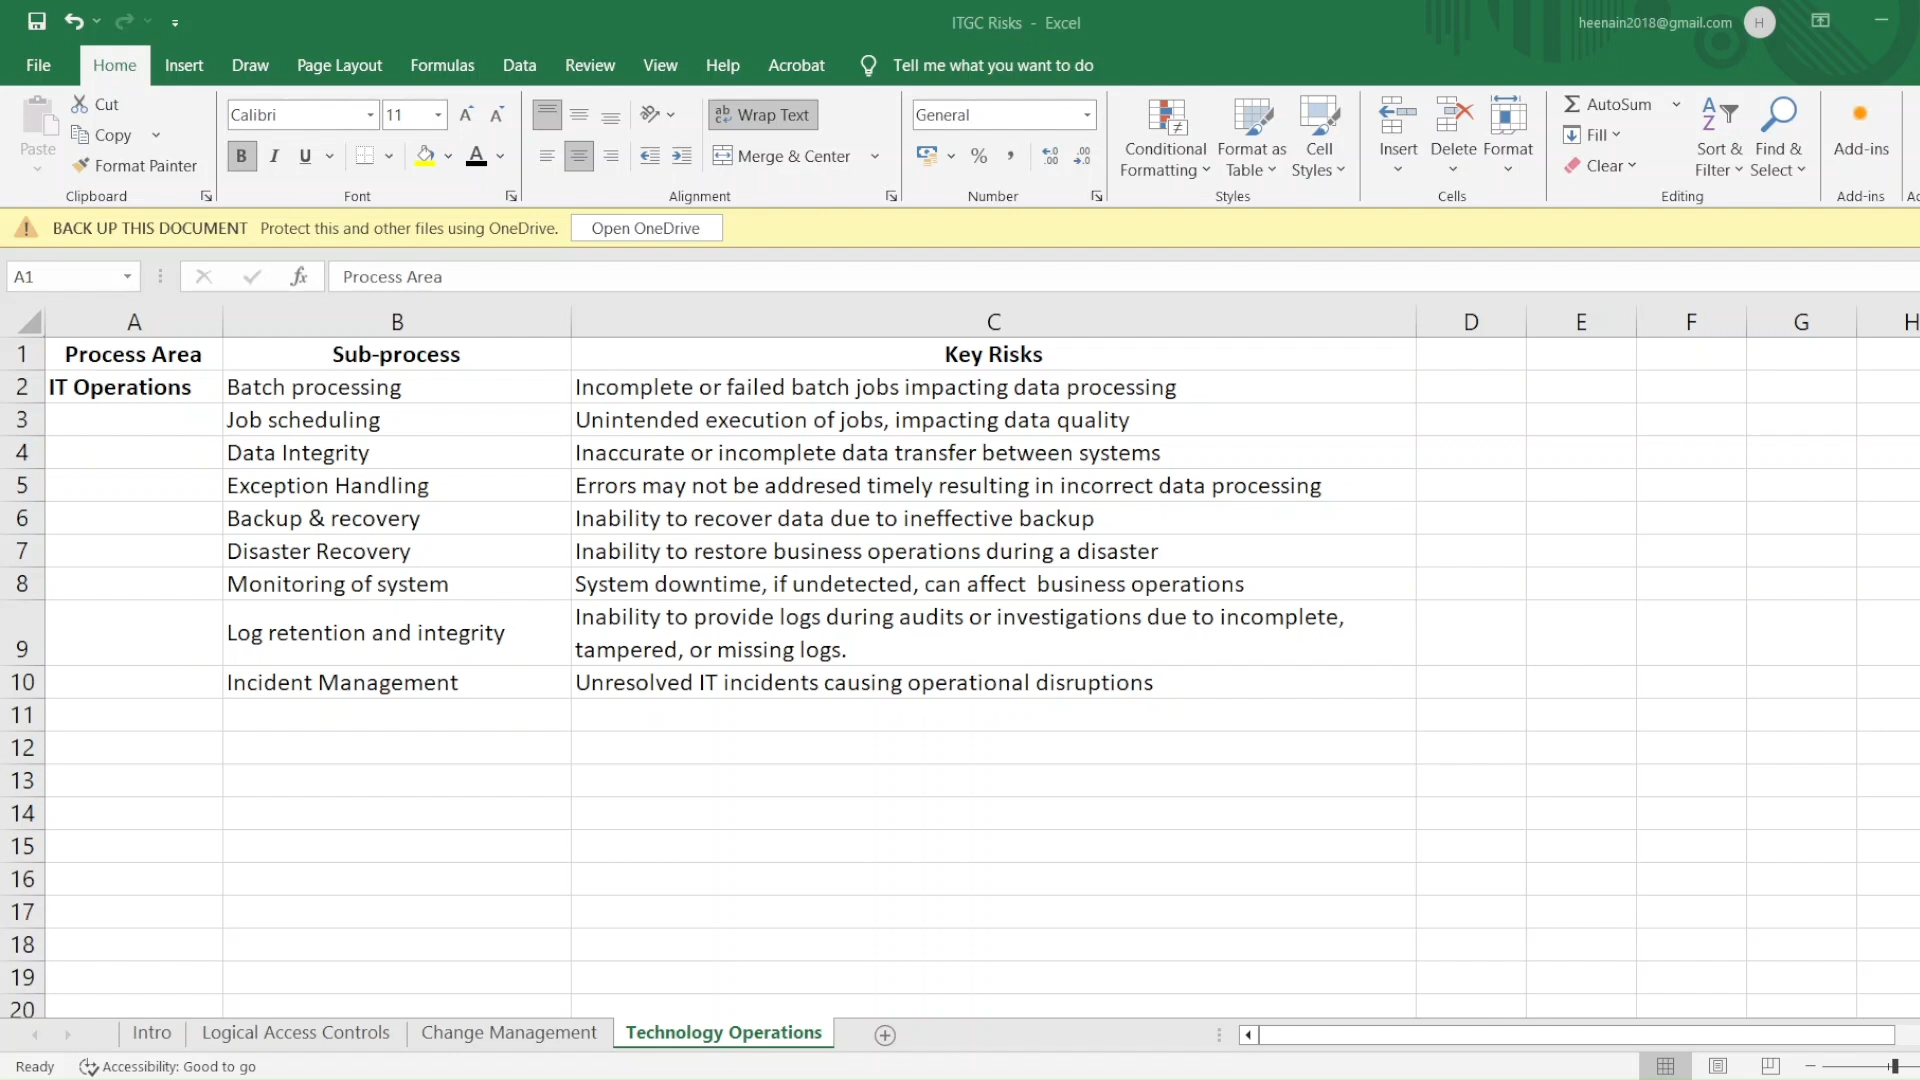 ITGC Risks - Excel
heenain2018@gmail.com H
File Home Insert Draw Page Layout Formulas Data Review View Help Acrobat Tell me what you want to do
Paste
Cut
Copy
Format Painter
Clipboard
Calibri 11
B I U
Font
Wrap Text
Merge & Center
Alignment
General
Number
Conditional Formatting
Format as Table
Cell Styles
Styles
Insert Delete Format
Cells
AutoSum
Fill
Clear
Sort & Filter
Find & Select
Editing
Add-ins
Add-ins
BACK UP THIS DOCUMENT Protect this and other files using OneDrive. Open OneDrive
A1 fx Process Area
A B C D E F G H
1 Process Area Sub-process Key Risks
2 IT Operations Batch processing Incomplete or failed batch jobs impacting data processing
3 Job scheduling Unintended execution of jobs, impacting data quality
4 Data Integrity Inaccurate or incomplete data transfer between systems
5 Exception Handling Errors may not be addresed timely resulting in incorrect data processing
6 Backup & recovery Inability to recover data due to ineffective backup
7 Disaster Recovery Inability to restore business operations during a disaster
8 Monitoring of system System downtime, if undetected, can affect  business operations
9 Log retention and integrity Inability to provide logs during audits or investigations due to incomplete,
tampered, or missing logs.
10 Incident Management Unresolved IT incidents causing operational disruptions
11
12
13
14
15
16
17
18
19
20
Intro Logical Access Controls Change Management Technology Operations
Ready Accessibility: Good to go